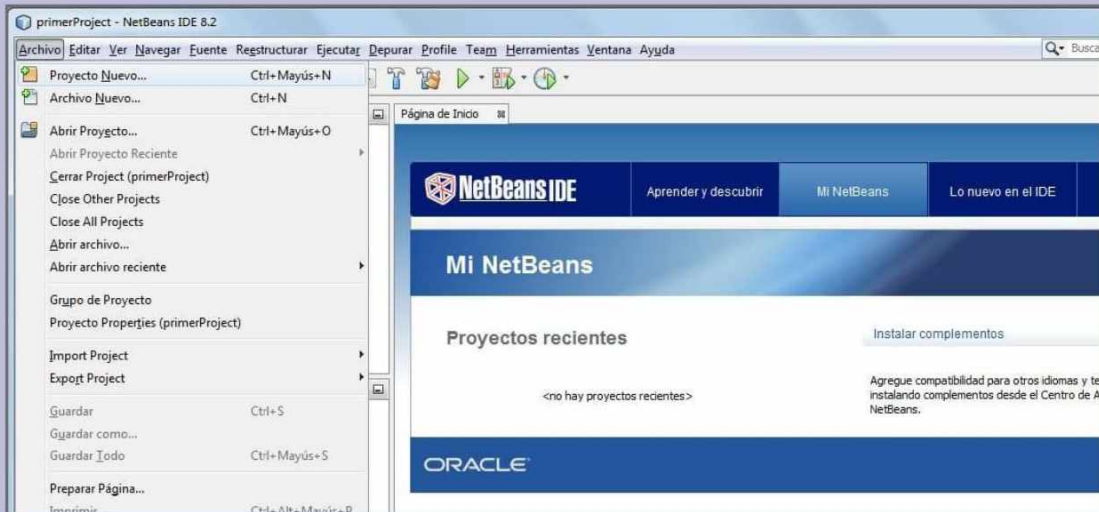 primerProject - NetBeans IDE 8.2
Archivo Editar Ver Navegar Fuente Reestructurar Ejecutar Depurar Profile Team Herramientas Ventana Ayuda
Proyecto Nuevo... Ctrl+Mayús+N
Archivo Nuevo... Ctrl+N
Abrir Proyecto... Ctrl+Mayús+O
Abrir Proyecto Reciente
Cerrar Project (primerProject)
Close Other Projects
Close All Projects
Abrir archivo...
Abrir archivo reciente
Grupo de Proyecto
Proyecto Properties (primerProject)
Import Project
Export Project
Guardar Ctrl+S
Guardar como...
Guardar Todo Ctrl+Mayús+S
Preparar Página...
Imprimir... Ctrl+Alt+Mayús+P
Página de Inicio
NetBeans IDE
Aprender y descubrir
Mi NetBeans
Lo nuevo en el IDE
Mi NetBeans
Proyectos recientes
<no hay proyectos recientes>
Instalar complementos
Agregue compatibilidad para otros idiomas y
instalando complementos desde el Centro de
NetBeans.
ORACLE